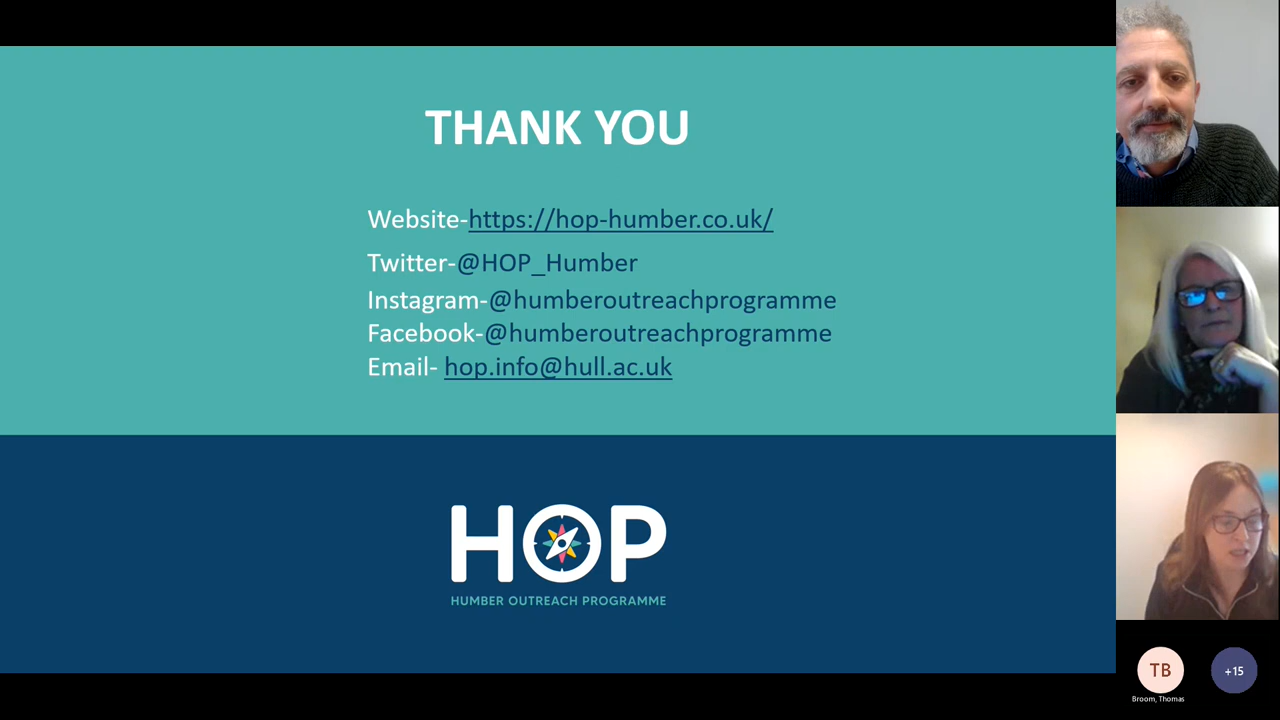 THANK YOU
Website-https://hop-humber.co.uk/
Twitter-@HOP_Humber
Instagram-@humberoutreachprogramme
Facebook-@humberoutreachprogramme
Email- hop.info@hull.ac.uk
HOP
HUMBER OUTREACH PROGRAMME
TB
+15
Broom, Thomas